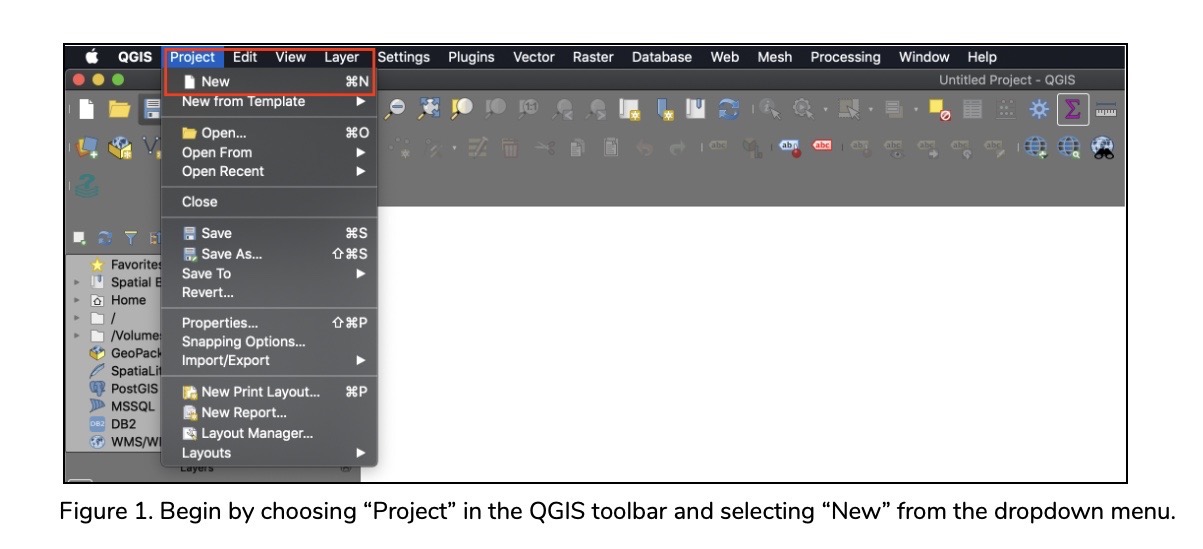 QGIS Project Edit View Layer Settings Plugins Vector Raster Database Web Mesh Processing Window Help
Untitled Project - QGIS
New ⌘N
New from Template
Open... ⌘O
Open From
Open Recent
Close
Save ⌘S
Save As... ⇧⌘S
Save To
Revert...
Properties... ⇧⌘P
Snapping Options...
Import/Export
New Print Layout... ⌘P
New Report...
Layout Manager...
Layouts
abc abc
Favorites
Spatial B
Home
/
/Volume
GeoPack
SpatiaLit
PostGIS
MSSQL
DB2
WMS/W
Layers
Figure 1. Begin by choosing “Project” in the QGIS toolbar and selecting “New” from the dropdown menu.